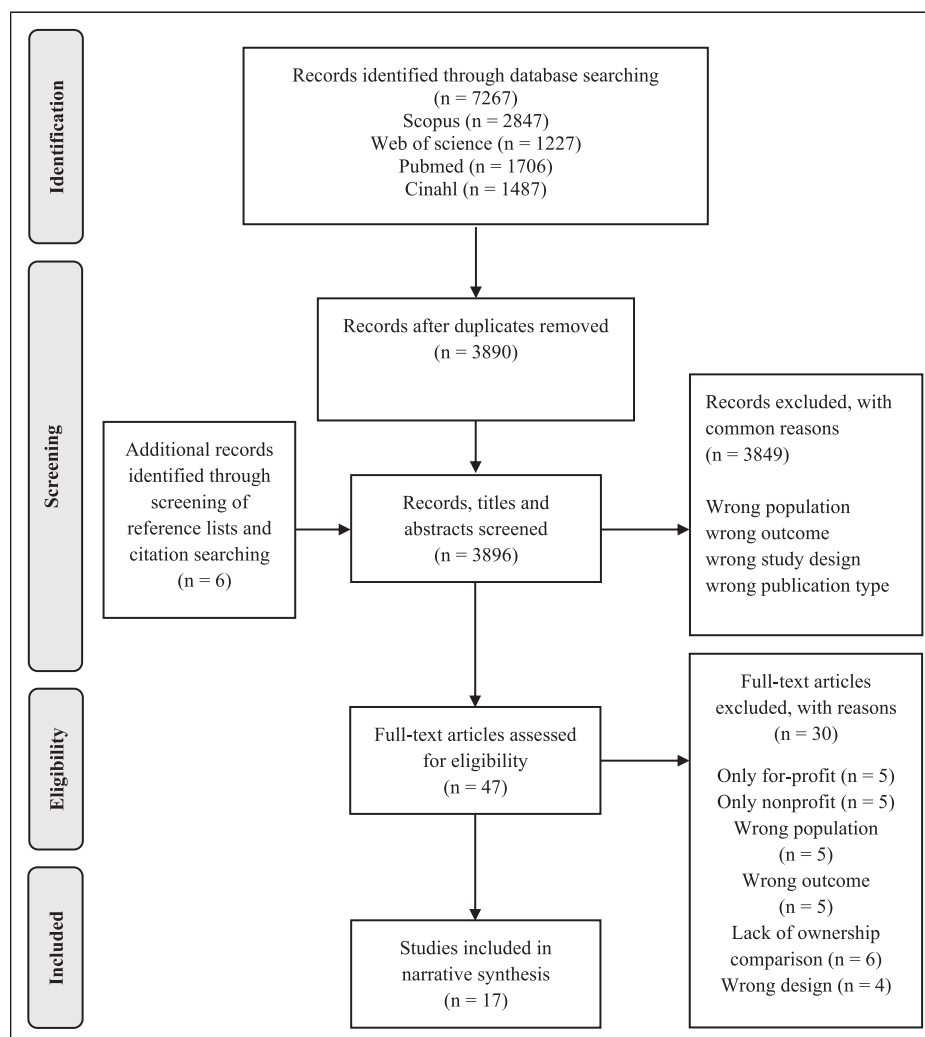 Identification
Records identified through database searching
(n = 7267)
Scopus (n = 2847)
Web of science (n = 1227)
Pubmed (n = 1706)
Cinahl (n = 1487)
Screening
Records after duplicates removed
(n = 3890)
Additional records
identified through
screening of
reference lists and
citation searching
(n = 6)
Records, titles and
abstracts screened
(n = 3896)
Records excluded, with
common reasons
(n = 3849)
Wrong population
wrong outcome
wrong study design
wrong publication type
Eligibility
Full-text articles assessed
for eligibility
(n = 47)
Full-text articles
excluded, with reasons
(n = 30)
Only for-profit (n = 5)
Only nonprofit (n = 5)
Wrong population
(n = 5)
Wrong outcome
(n = 5)
Lack of ownership
comparison (n = 6)
Wrong design (n = 4)
Included
Studies included in
narrative synthesis
(n = 17)